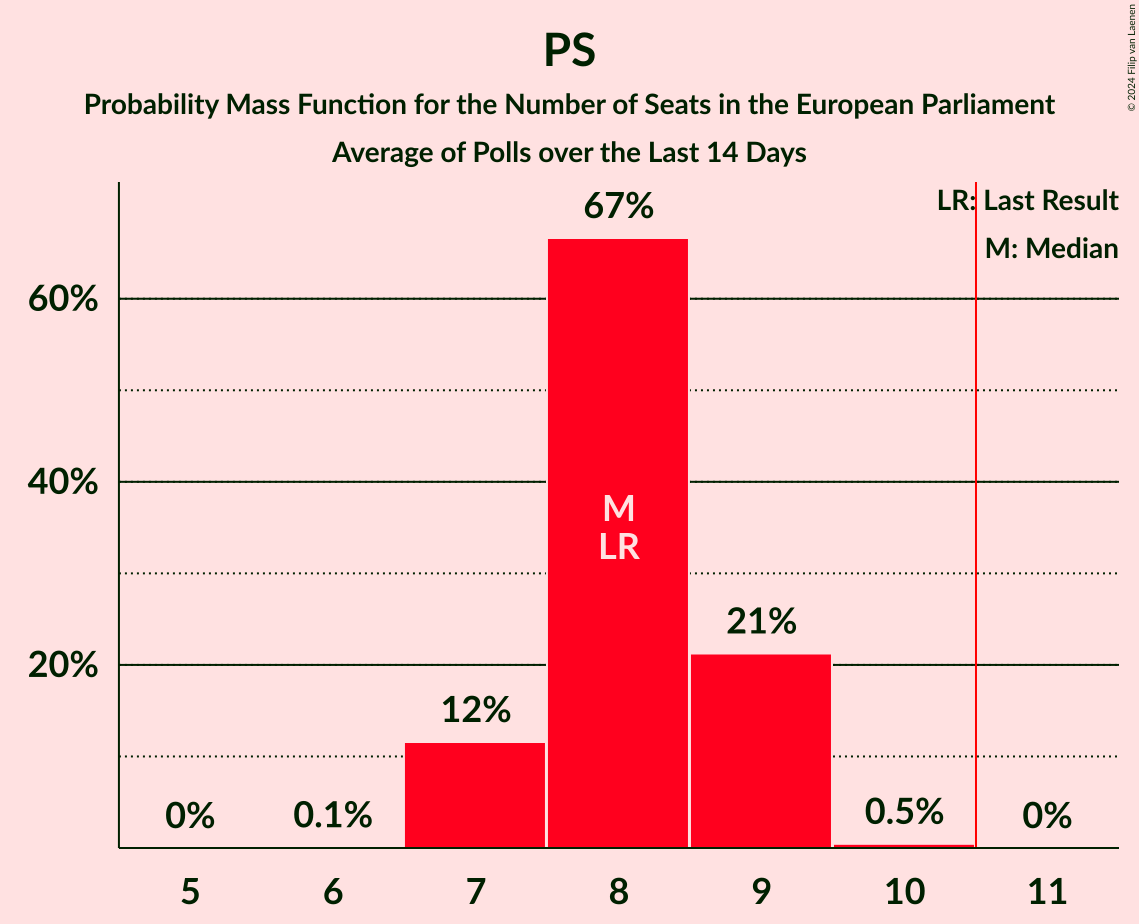 PS
Probability Mass Function for the Number of Seats in the European Parliament
Average of Polls over the Last 14 Days
© 2024 Filip van Laenen
LR: Last Result
M: Median
67%
60%
40%
M
LR
21%
20%
12%
0%
0.1%
0.5%
0%
5 6 7 8 9 10 11